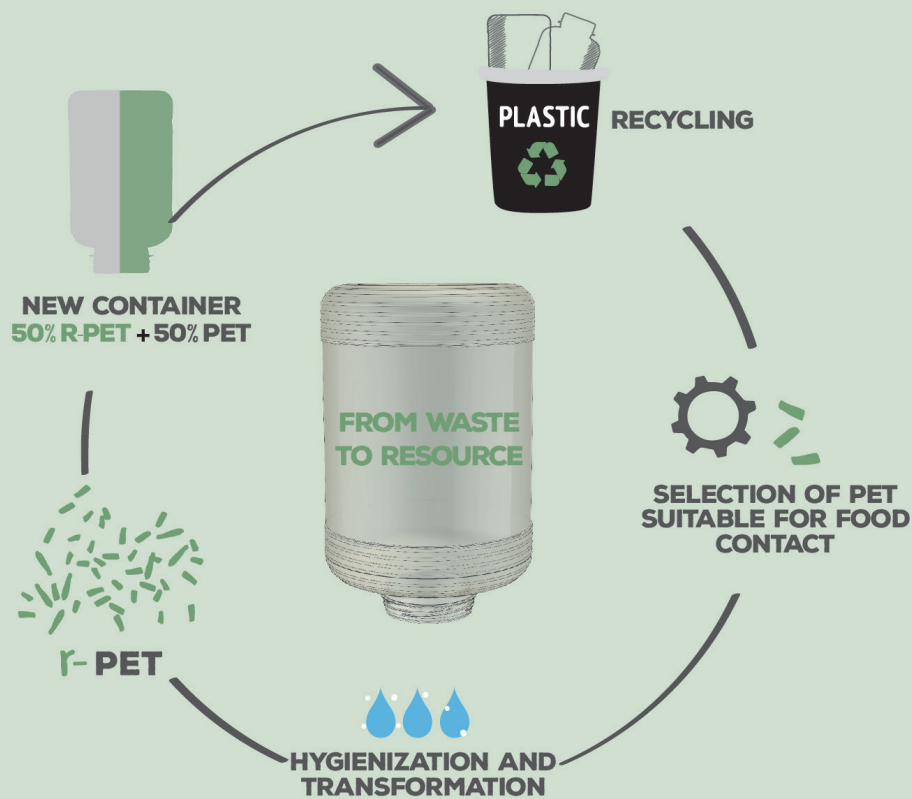 PLASTIC
RECYCLING
NEW CONTAINER
50% R-PET + 50% PET
FROM WASTE
TO RESOURCE
SELECTION OF PET
SUITABLE FOR FOOD
CONTACT
r-PET
HYGIENIZATION AND
TRANSFORMATION